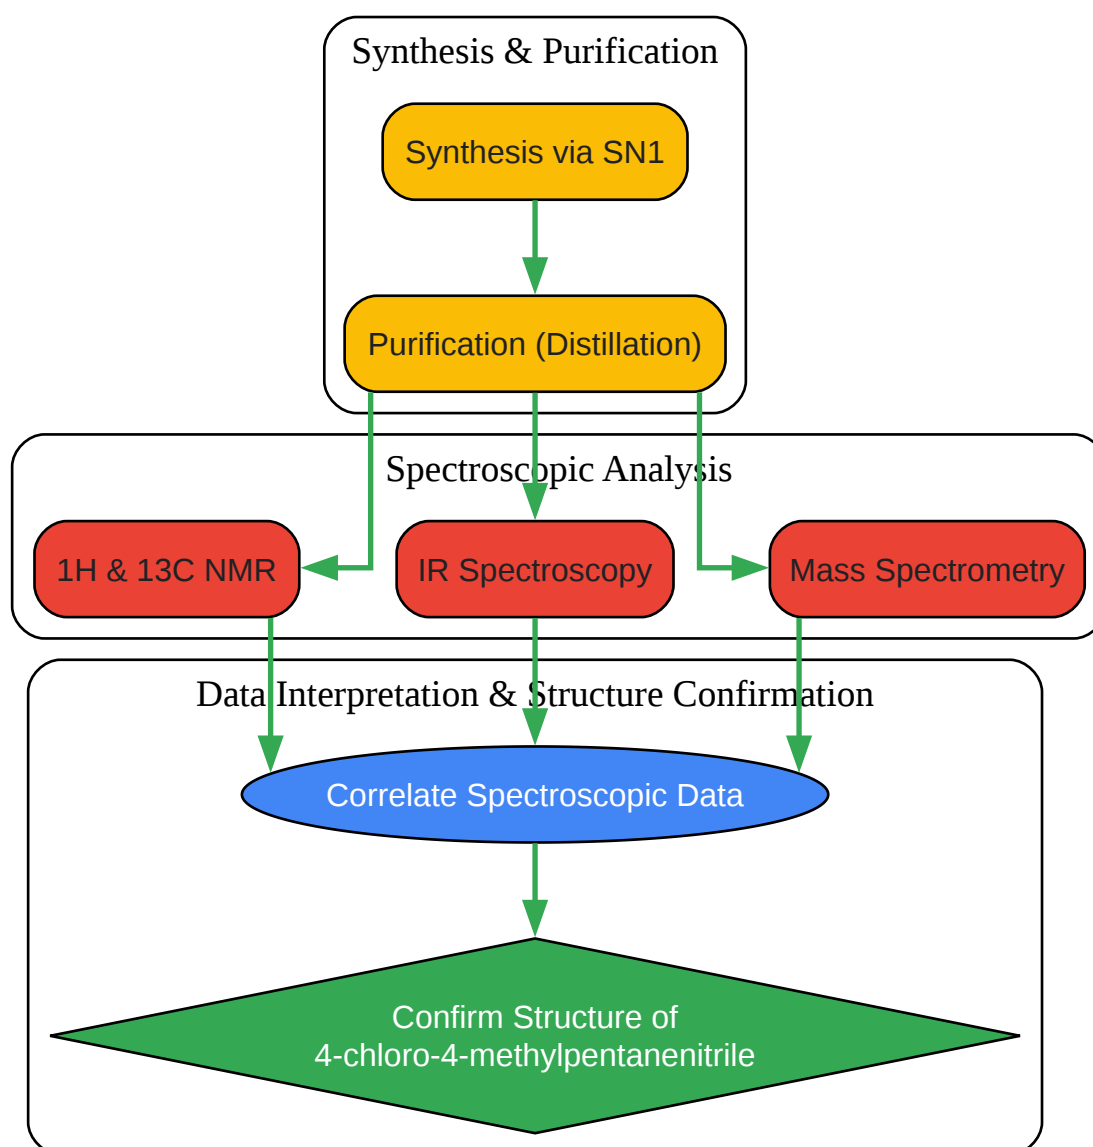 Synthesis & Purification
Synthesis via SN1
Purification (Distillation)
Spectroscopic Analysis
1H & 13C NMR
IR Spectroscopy
Mass Spectrometry
Data Interpretation & Structure Confirmation
Correlate Spectroscopic Data
Confirm Structure of
4-chloro-4-methylpentanenitrile